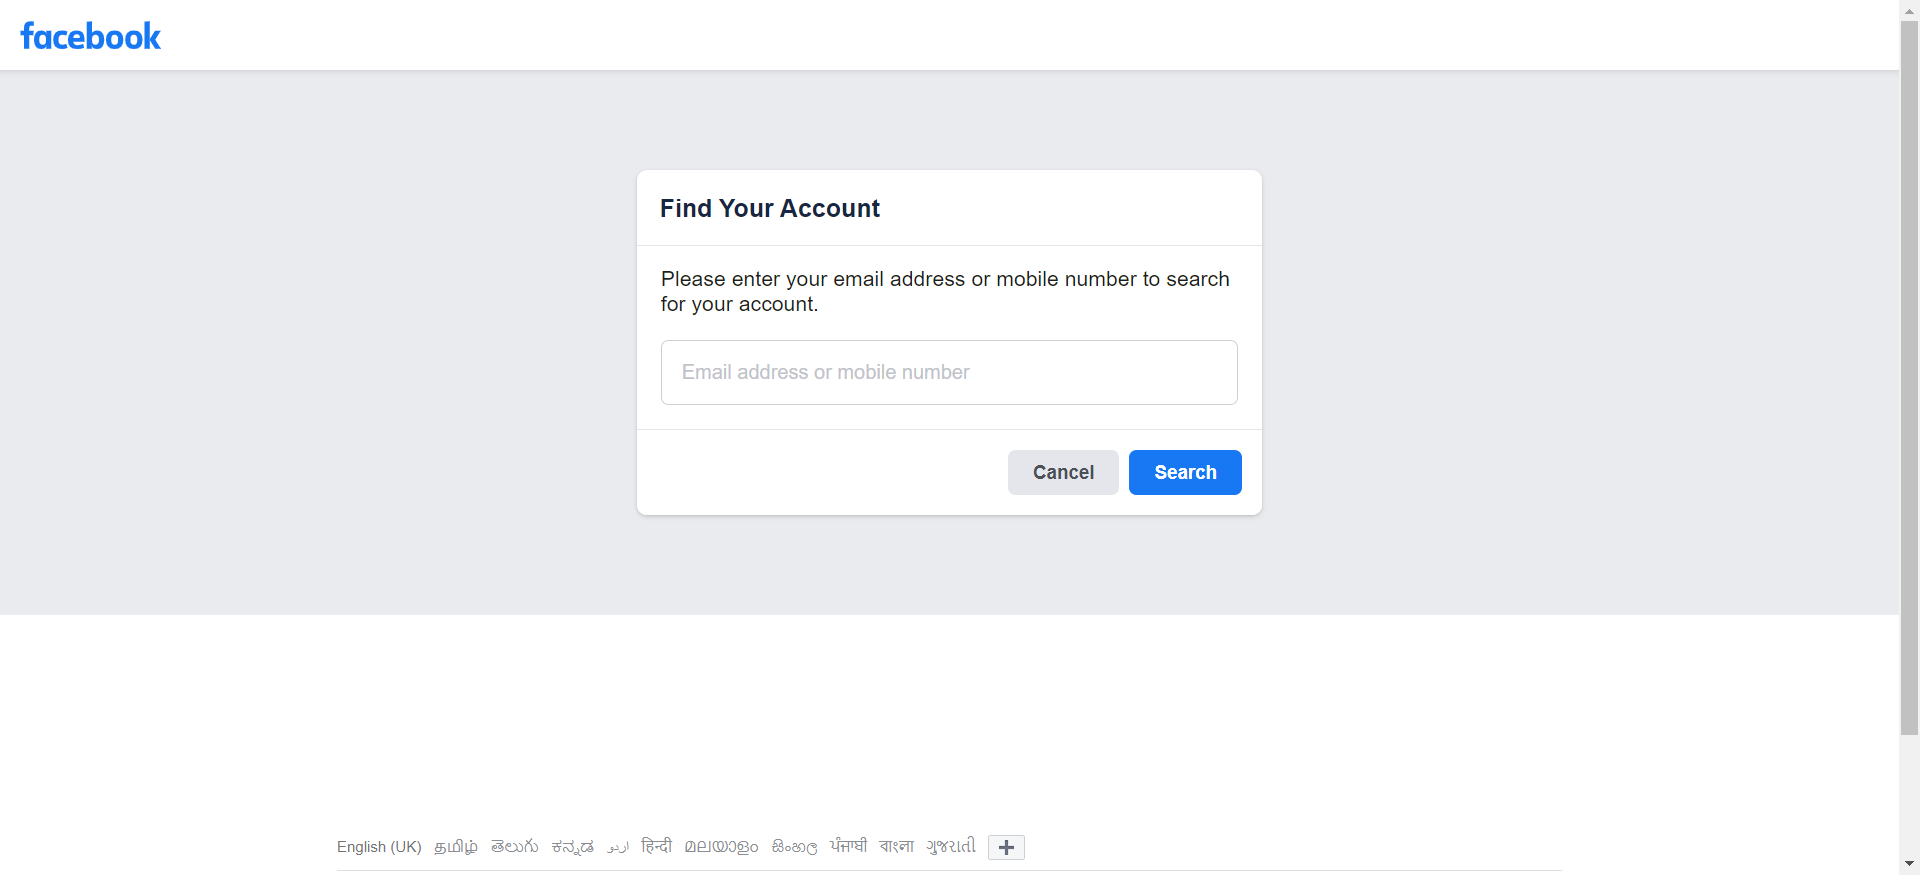 facebook
Find Your Account
Please enter your email address or mobile number to search
for your account.
Email address or mobile number
Cancel Search
English (UK) தமிழ் తెలుగు ಕನ್ನಡ اردو हिन्दी മലയാളം සිංහල ਪੰਜਾਬੀ বাংলা ગુજરાતી